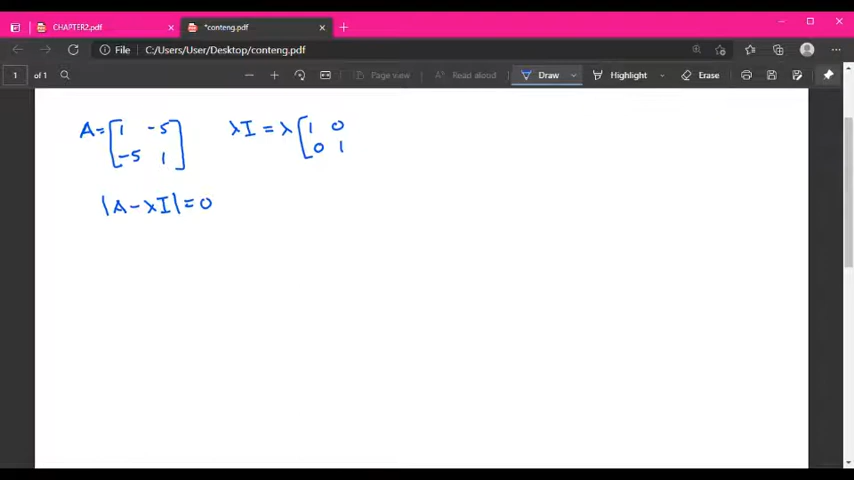 CHAPTER2.pdf
*conteng.pdf
File C:/Users/User/Desktop/conteng.pdf
1 of 1 Page view Read aloud Draw Highlight Erase
A=[1 -5 λI = λ[1 0
-5 1] 0 1
|A-λI|=0